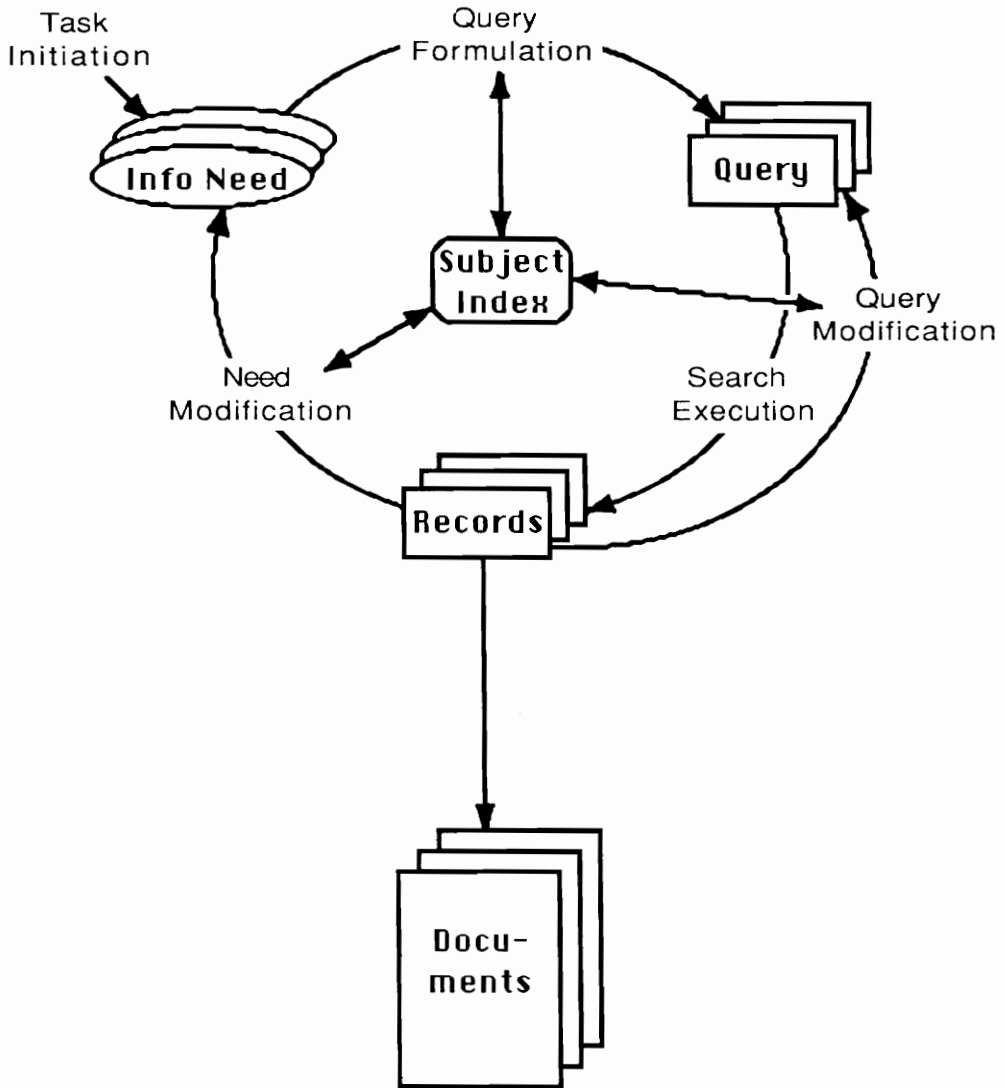 Task
Initiation
Query
Formulation
Info Need
Query
Subject
Index
Query
Modification
Need
Modification
Search
Execution
Records
Docu-
ments